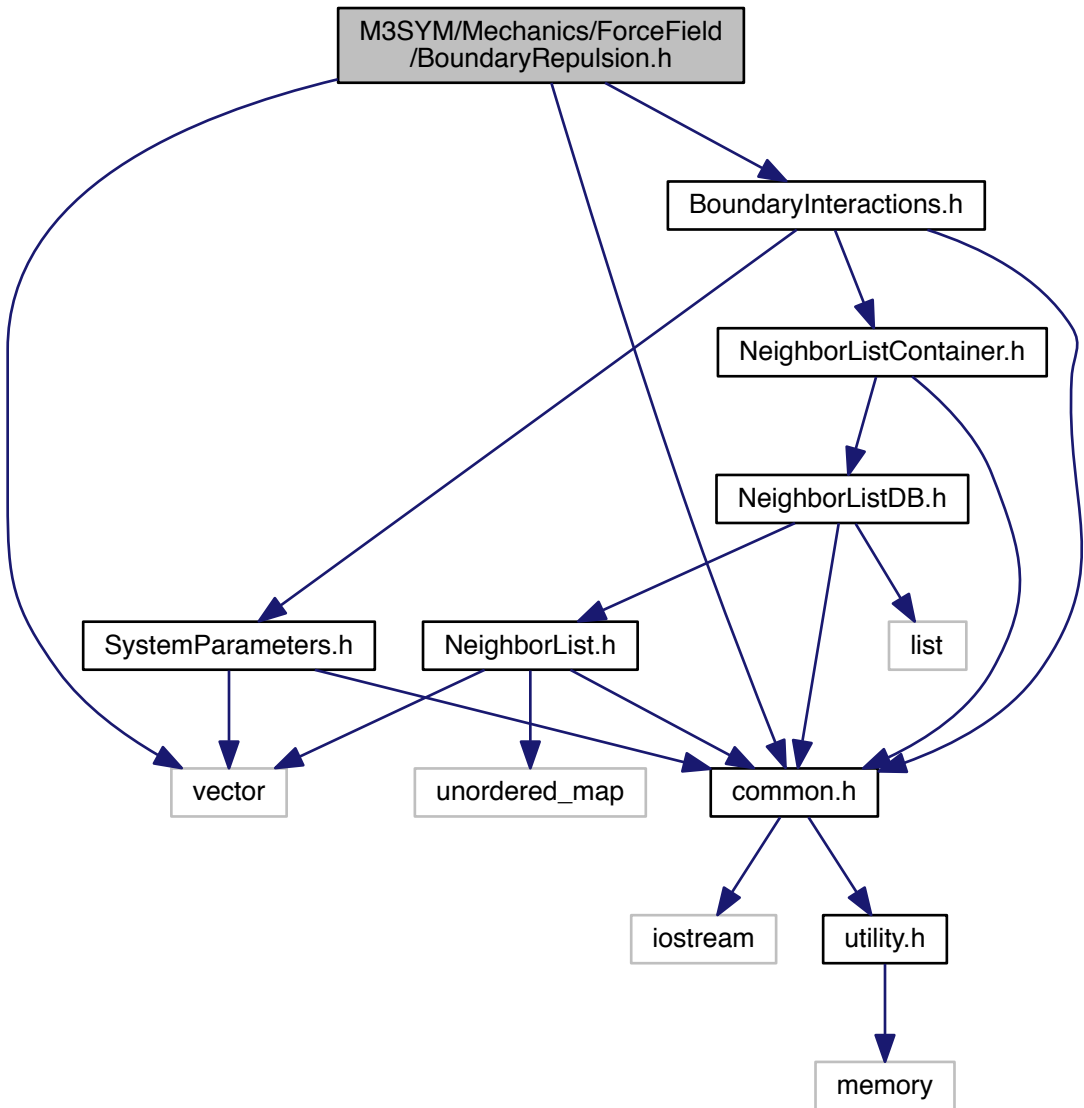 M3SYM/Mechanics/ForceField
/BoundaryRepulsion.h
BoundaryInteractions.h
NeighborListContainer.h
NeighborListDB.h
SystemParameters.h
NeighborList.h
list
vector
unordered_map
common.h
iostream
utility.h
memory